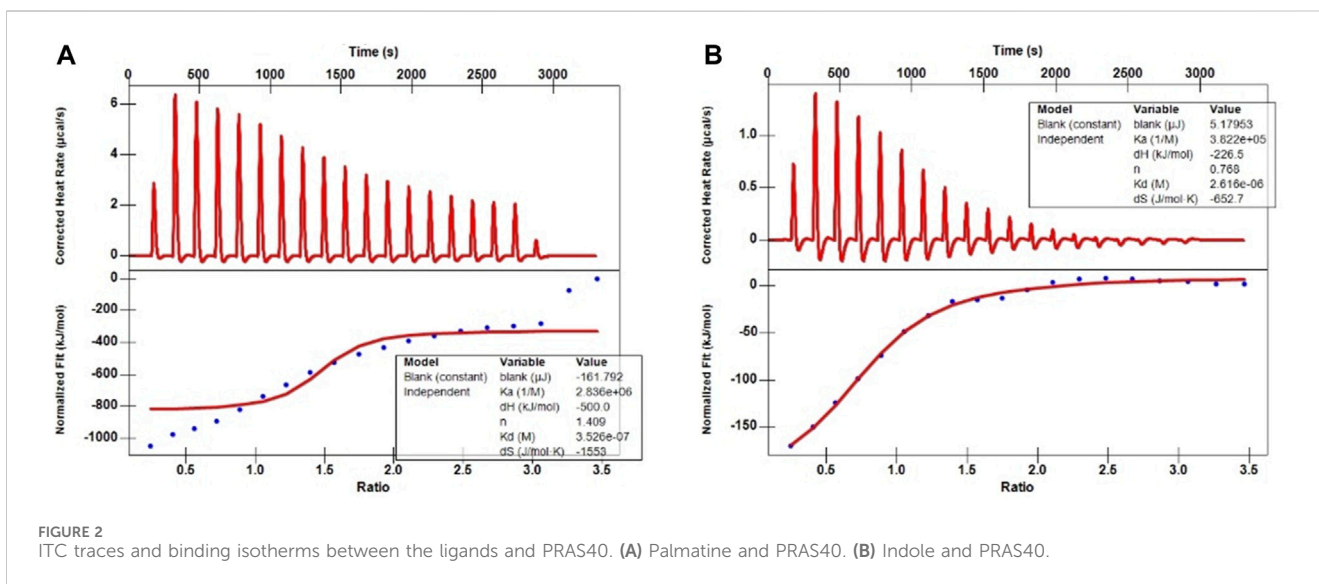 A
Time (s)
0 500 1000 1500 2000 2500 3000
Corrected Heat Rate (µcal/s)
6
4
2
0
Normalized Fit (kJ/mol)
0
-200
-400
-600
-800
-1000
Model Variable Value
Blank (constant) blank (µJ) -161.792
Independent Ka (1/M) 2.836e+06
dH (kJ/mol) -500.0
n 1.409
Kd (M) 3.526e-07
dS (J/mol·K) -1553
0.5 1.0 1.5 2.0 2.5 3.0 3.5
Ratio
B
Time (s)
0 500 1000 1500 2000 2500 3000
Corrected Heat Rate (µcal/s)
1.0
0.5
0
Model Variable Value
Blank (constant) blank (µJ) 5.17953
Independent Ka (1/M) 3.822e+05
dH (kJ/mol) -226.5
n 0.768
Kd (M) 2.616e-06
dS (J/mol·K) -652.7
Normalized Fit (kJ/mol)
0
-50
-100
-150
0.5 1.0 1.5 2.0 2.5 3.0 3.5
Ratio
FIGURE 2
ITC traces and binding isotherms between the ligands and PRAS40. (A) Palmatine and PRAS40. (B) Indole and PRAS40.